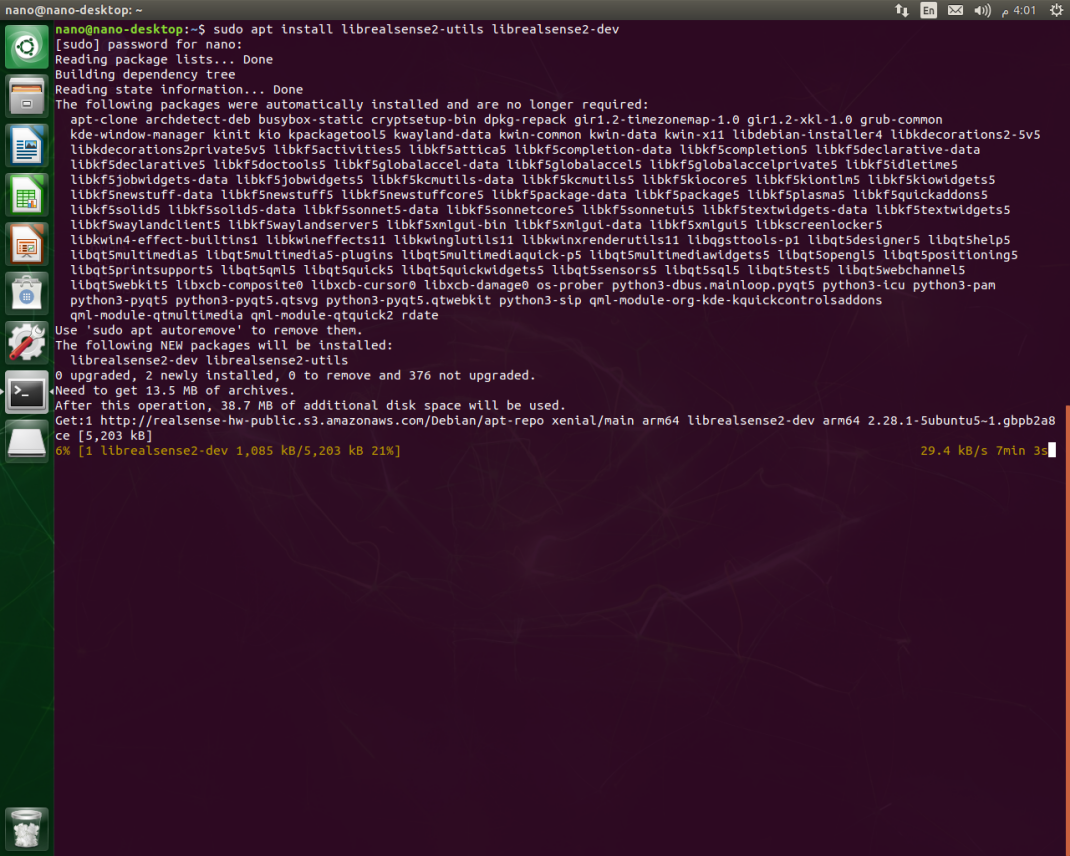 nano@nano-desktop: ~
En
م 4:01
nano@nano-desktop:~$ sudo apt install librealsense2-utils librealsense2-dev
[sudo] password for nano:
Reading package lists... Done
Building dependency tree
Reading state information... Done
The following packages were automatically installed and are no longer required:
apt-clone archdetect-deb busybox-static cryptsetup-bin dpkg-repack gir1.2-timezonemap-1.0 gir1.2-xkl-1.0 grub-common
kde-window-manager kinit kio kpackagetool5 kwayland-data kwin-common kwin-data kwin-x11 libdebian-installer4 libkdecorations2-5v5
libkdecorations2private5v5 libkf5activities5 libkf5attica5 libkf5completion-data libkf5completion5 libkf5declarative-data
libkf5declarative5 libkf5doctools5 libkf5globalaccel-data libkf5globalaccel5 libkf5globalaccelprivate5 libkf5idletime5
libkf5jobwidgets-data libkf5jobwidgets5 libkf5kcmutils-data libkf5kcmutils5 libkf5kiocore5 libkf5kiontlm5 libkf5kiowidgets5
libkf5newstuff-data libkf5newstuff5 libkf5newstuffcore5 libkf5package-data libkf5package5 libkf5plasma5 libkf5quickaddons5
libkf5solid5 libkf5solid5-data libkf5sonnet5-data libkf5sonnetcore5 libkf5sonnetui5 libkf5textwidgets-data libkf5textwidgets5
libkf5waylandclient5 libkf5waylandserver5 libkf5xmlgui-bin libkf5xmlgui-data libkf5xmlgui5 libkscreenlocker5
libkwin4-effect-builtins1 libkwineffects11 libkwinglutils11 libkwinxrenderutils11 libqgsttools-p1 libqt5designer5 libqt5help5
libqt5multimedia5 libqt5multimedia5-plugins libqt5multimediaquick-p5 libqt5multimediawidgets5 libqt5opengl5 libqt5positioning5
libqt5printsupport5 libqt5qml5 libqt5quick5 libqt5quickwidgets5 libqt5sensors5 libqt5sql5 libqt5test5 libqt5webchannel5
libqt5webkit5 libxcb-composite0 libxcb-cursor0 libxcb-damage0 os-prober python3-dbus.mainloop.pyqt5 python3-icu python3-pam
python3-pyqt5 python3-pyqt5.qtsvg python3-pyqt5.qtwebkit python3-sip qml-module-org-kde-kquickcontrolsaddons
qml-module-qtmultimedia qml-module-qtquick2 rdate
Use 'sudo apt autoremove' to remove them.
The following NEW packages will be installed:
librealsense2-dev librealsense2-utils
0 upgraded, 2 newly installed, 0 to remove and 376 not upgraded.
Need to get 13.5 MB of archives.
After this operation, 38.7 MB of additional disk space will be used.
Get:1 http://realsense-hw-public.s3.amazonaws.com/Debian/apt-repo xenial/main arm64 librealsense2-dev arm64 2.28.1-5ubuntu5~1.gbpb2a8
ce [5,203 kB]
6% [1 librealsense2-dev 1,085 kB/5,203 kB 21%] 29.4 kB/s 7min 3s